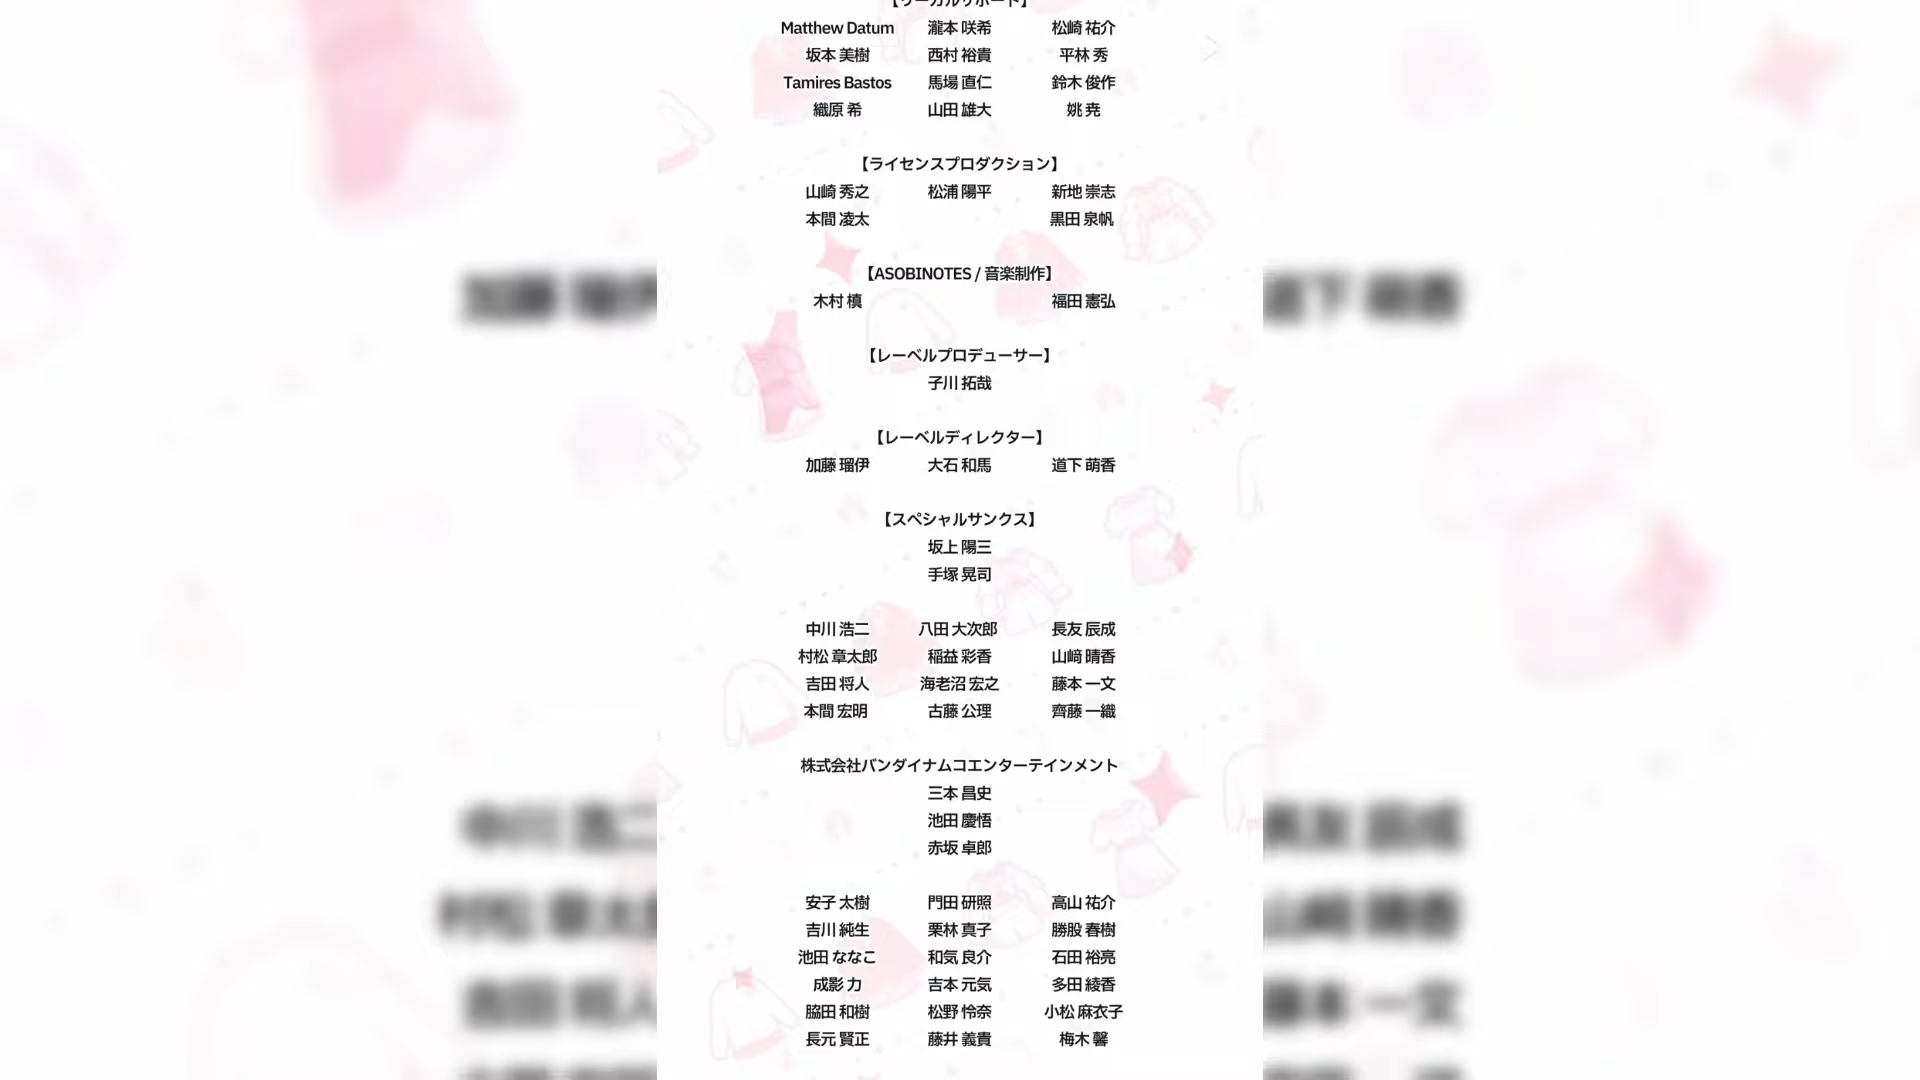 【リーガルサポート】
Matthew Datum 瀧本 咲希 松崎 祐介
坂本 美樹 西村 裕貴 平林 秀
Tamires Bastos 馬場 直仁 鈴木 俊作
織原 希 山田 雄大 姚 尭
【ライセンスプロダクション】
山崎 秀之 松浦 陽平 新地 崇志
本間 凌太 黒田 泉帆
【ASOBINOTES / 音楽制作】
木村 槙 福田 憲弘
【レーベルプロデューサー】
子川 拓哉
【レーベルディレクター】
加藤 瑠伊 大石 和馬 道下 萌香
【スペシャルサンクス】
坂上 陽三
手塚 晃司
中川 浩二 八田 大次郎 長友 辰成
村松 章太郎 稲益 彩香 山﨑 晴香
吉田 将人 海老沼 宏之 藤本 一文
本間 宏明 古藤 公理 齊藤 一織
株式会社バンダイナムコエンターテインメント
三本 昌史
池田 慶悟
赤坂 卓郎
安子 太樹 門田 研照 高山 祐介
吉川 純生 栗林 真子 勝股 春樹
池田 ななこ 和気 良介 石田 裕亮
成影 力 吉本 元気 多田 綾香
脇田 和樹 松野 怜奈 小松 麻衣子
長元 賢正 藤井 義貴 梅木 馨